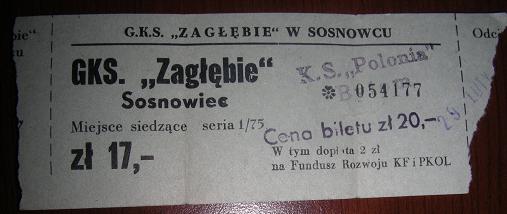 G.K.S. „ZAGŁĘBIE" W SOSNOWCU
GKS. „Zagłębie"
Sosnowiec
K.S. „Polonia"
054177
Miejsce siedzące seria 1/75
Cena biletu zł 20,-
zł 17,-
W tym dopłata 2 zł
na Fundusz Rozwoju KF i PKOL